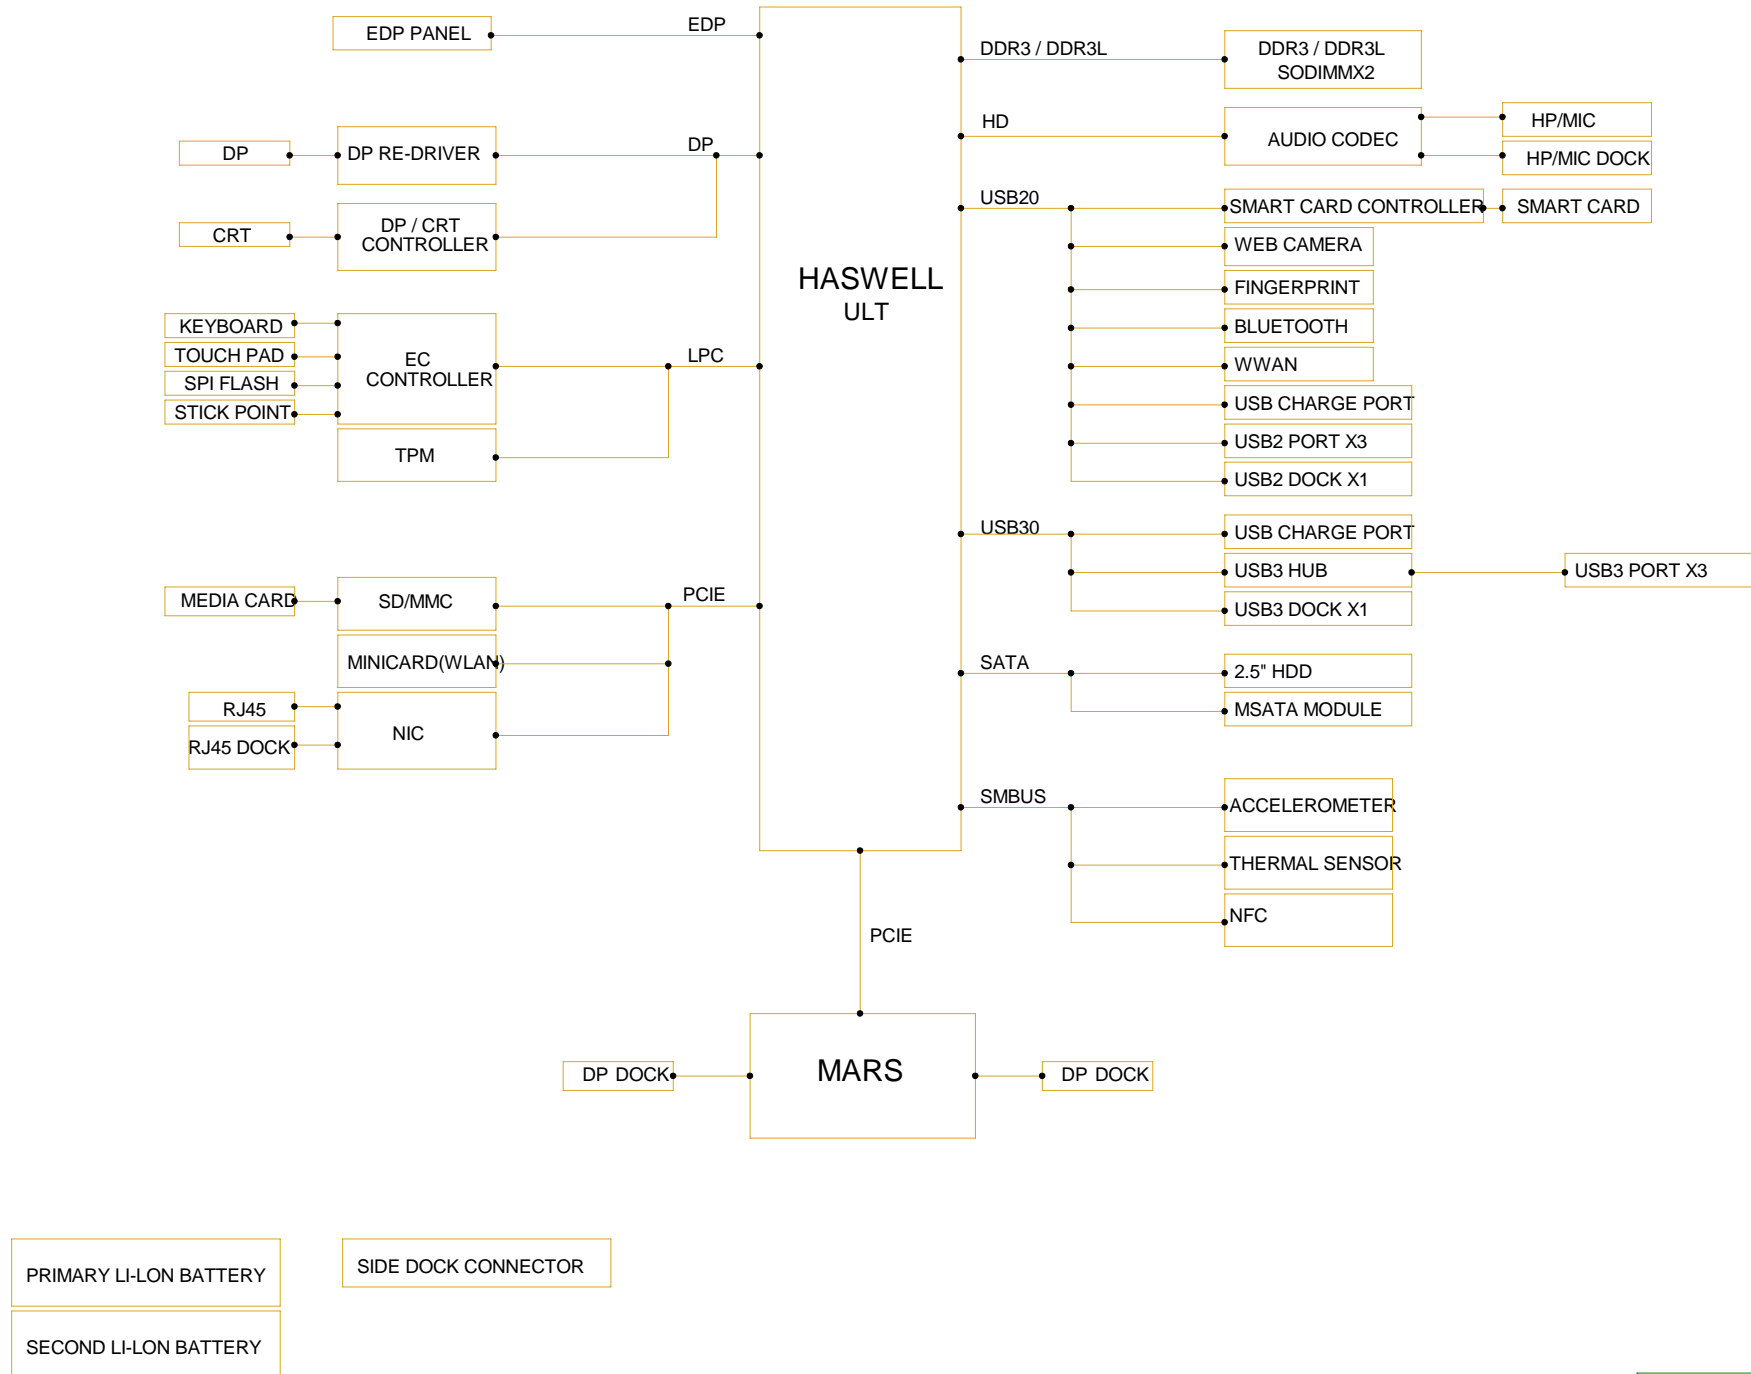 EDP PANEL
EDP
DDR3 / DDR3L
DDR3 / DDR3L
SODIMMX2
HD
AUDIO CODEC
HP/MIC
HP/MIC DOCK
DP
DP RE-DRIVER
DP
CRT
DP / CRT
CONTROLLER
USB20
SMART CARD CONTROLLER
SMART CARD
WEB CAMERA
FINGERPRINT
BLUETOOTH
WWAN
USB CHARGE PORT
USB2 PORT X3
USB2 DOCK X1
HASWELL
ULT
KEYBOARD
TOUCH PAD
SPI FLASH
STICK POINT
EC
CONTROLLER
LPC
TPM
USB30
USB CHARGE PORT
USB3 HUB
USB3 PORT X3
USB3 DOCK X1
MEDIA CARD
SD/MMC
PCIE
MINICARD(WLAN)
RJ45
RJ45 DOCK
NIC
SATA
2.5" HDD
MSATA MODULE
SMBUS
ACCELEROMETER
THERMAL SENSOR
NFC
PCIE
DP DOCK
MARS
DP DOCK
PRIMARY LI-LON BATTERY
SIDE DOCK CONNECTOR
SECOND LI-LON BATTERY